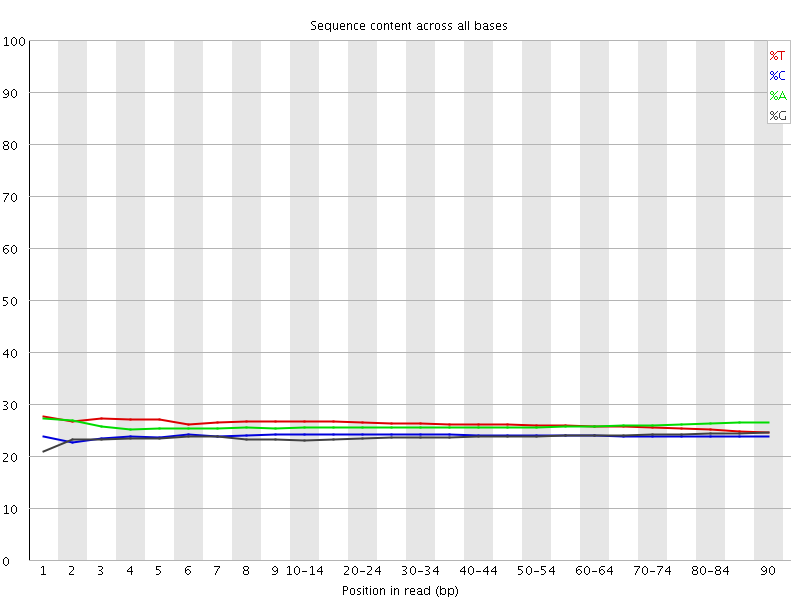 Sequence content across all bases
100
90
80
70
60
50
40
30
20
10
0
%T
%C
%A
%G
1 2 3 4 5 6 7 8 9 10-14 20-24 30-34 40-44 50-54 60-64 70-74 80-84 90
Position in read (bp)